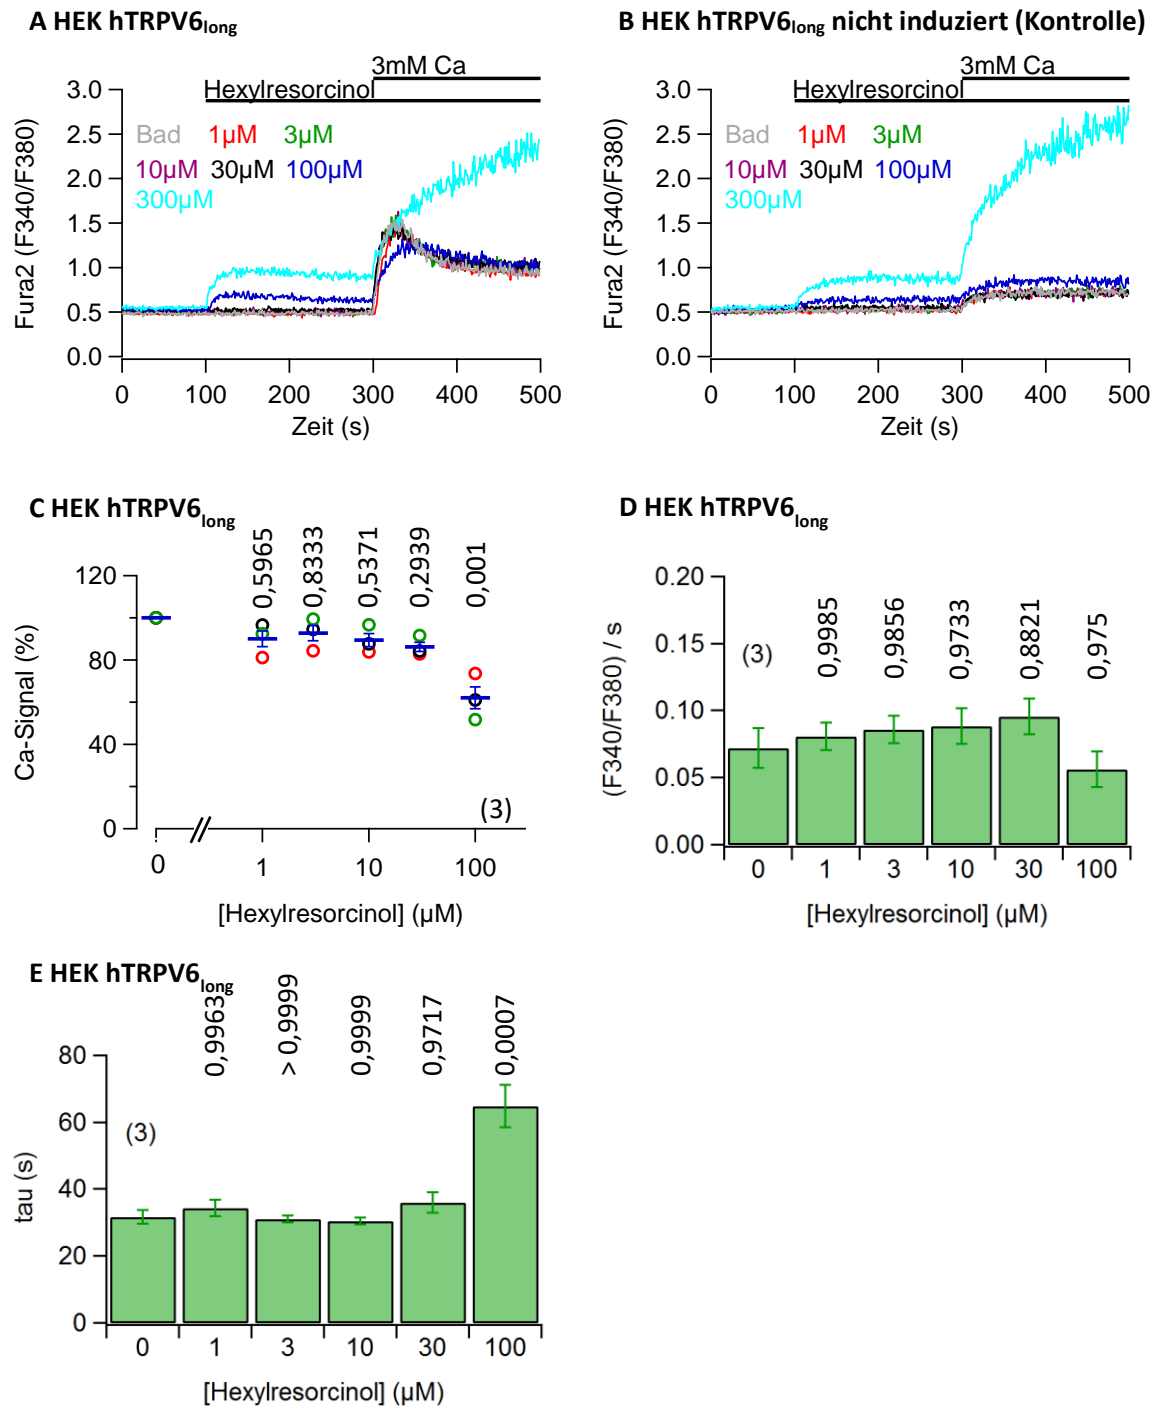 A HEK hTRPV6long
3mM Ca
Hexylresorcinol
Bad 1µM 3µM
10µM 30µM 100µM
300µM
3.0
2.5
2.0
1.5
1.0
0.5
0.0
Fura2 (F340/F380)
0 100 200 300 400 500
Zeit (s)
B HEK hTRPV6long nicht induziert (Kontrolle)
3mM Ca
Hexylresorcinol
Bad 1µM 3µM
10µM 30µM 100µM
300µM
3.0
2.5
2.0
1.5
1.0
0.5
0.0
Fura2 (F340/F380)
0 100 200 300 400 500
Zeit (s)
C HEK hTRPV6long
0,5965 0,8333 0,5371 0,2939 0,001
120
80
40
0
Ca-Signal (%)
(3)
0 1 10 100
[Hexylresorcinol] (µM)
D HEK hTRPV6long
0,9985 0,9856 0,9733 0,8821 0,975
(3)
0.20
0.15
0.10
0.05
0.00
(F340/F380) / s
0 1 3 10 30 100
[Hexylresorcinol] (µM)
E HEK hTRPV6long
0,9963 > 0,9999 0,9999 0,9717 0,0007
(3)
80
60
40
20
0
tau (s)
0 1 3 10 30 100
[Hexylresorcinol] (µM)